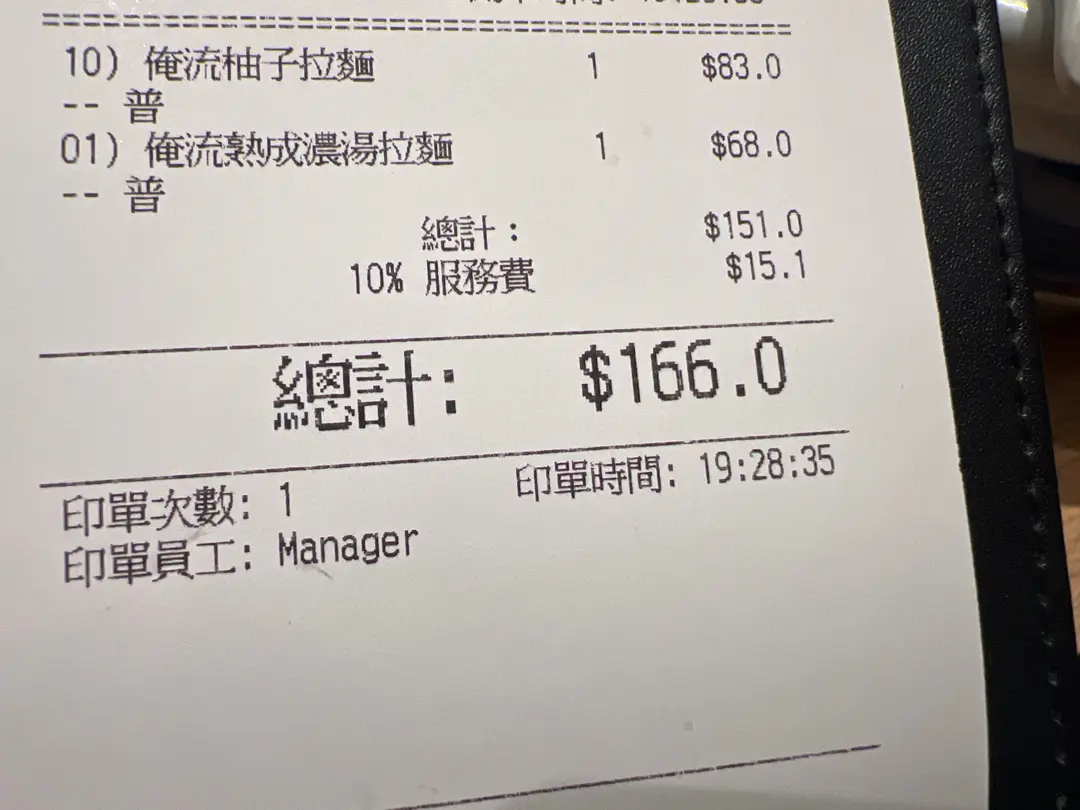 10) 俺流柚子拉麵 1 $83.0
-- 普
01) 俺流熟成濃湯拉麵 1 $68.0
-- 普
總計: $151.0
10% 服務費 $15.1
總計: $166.0
印單次數: 1 印單時間: 19:28:35
印單員工: Manager